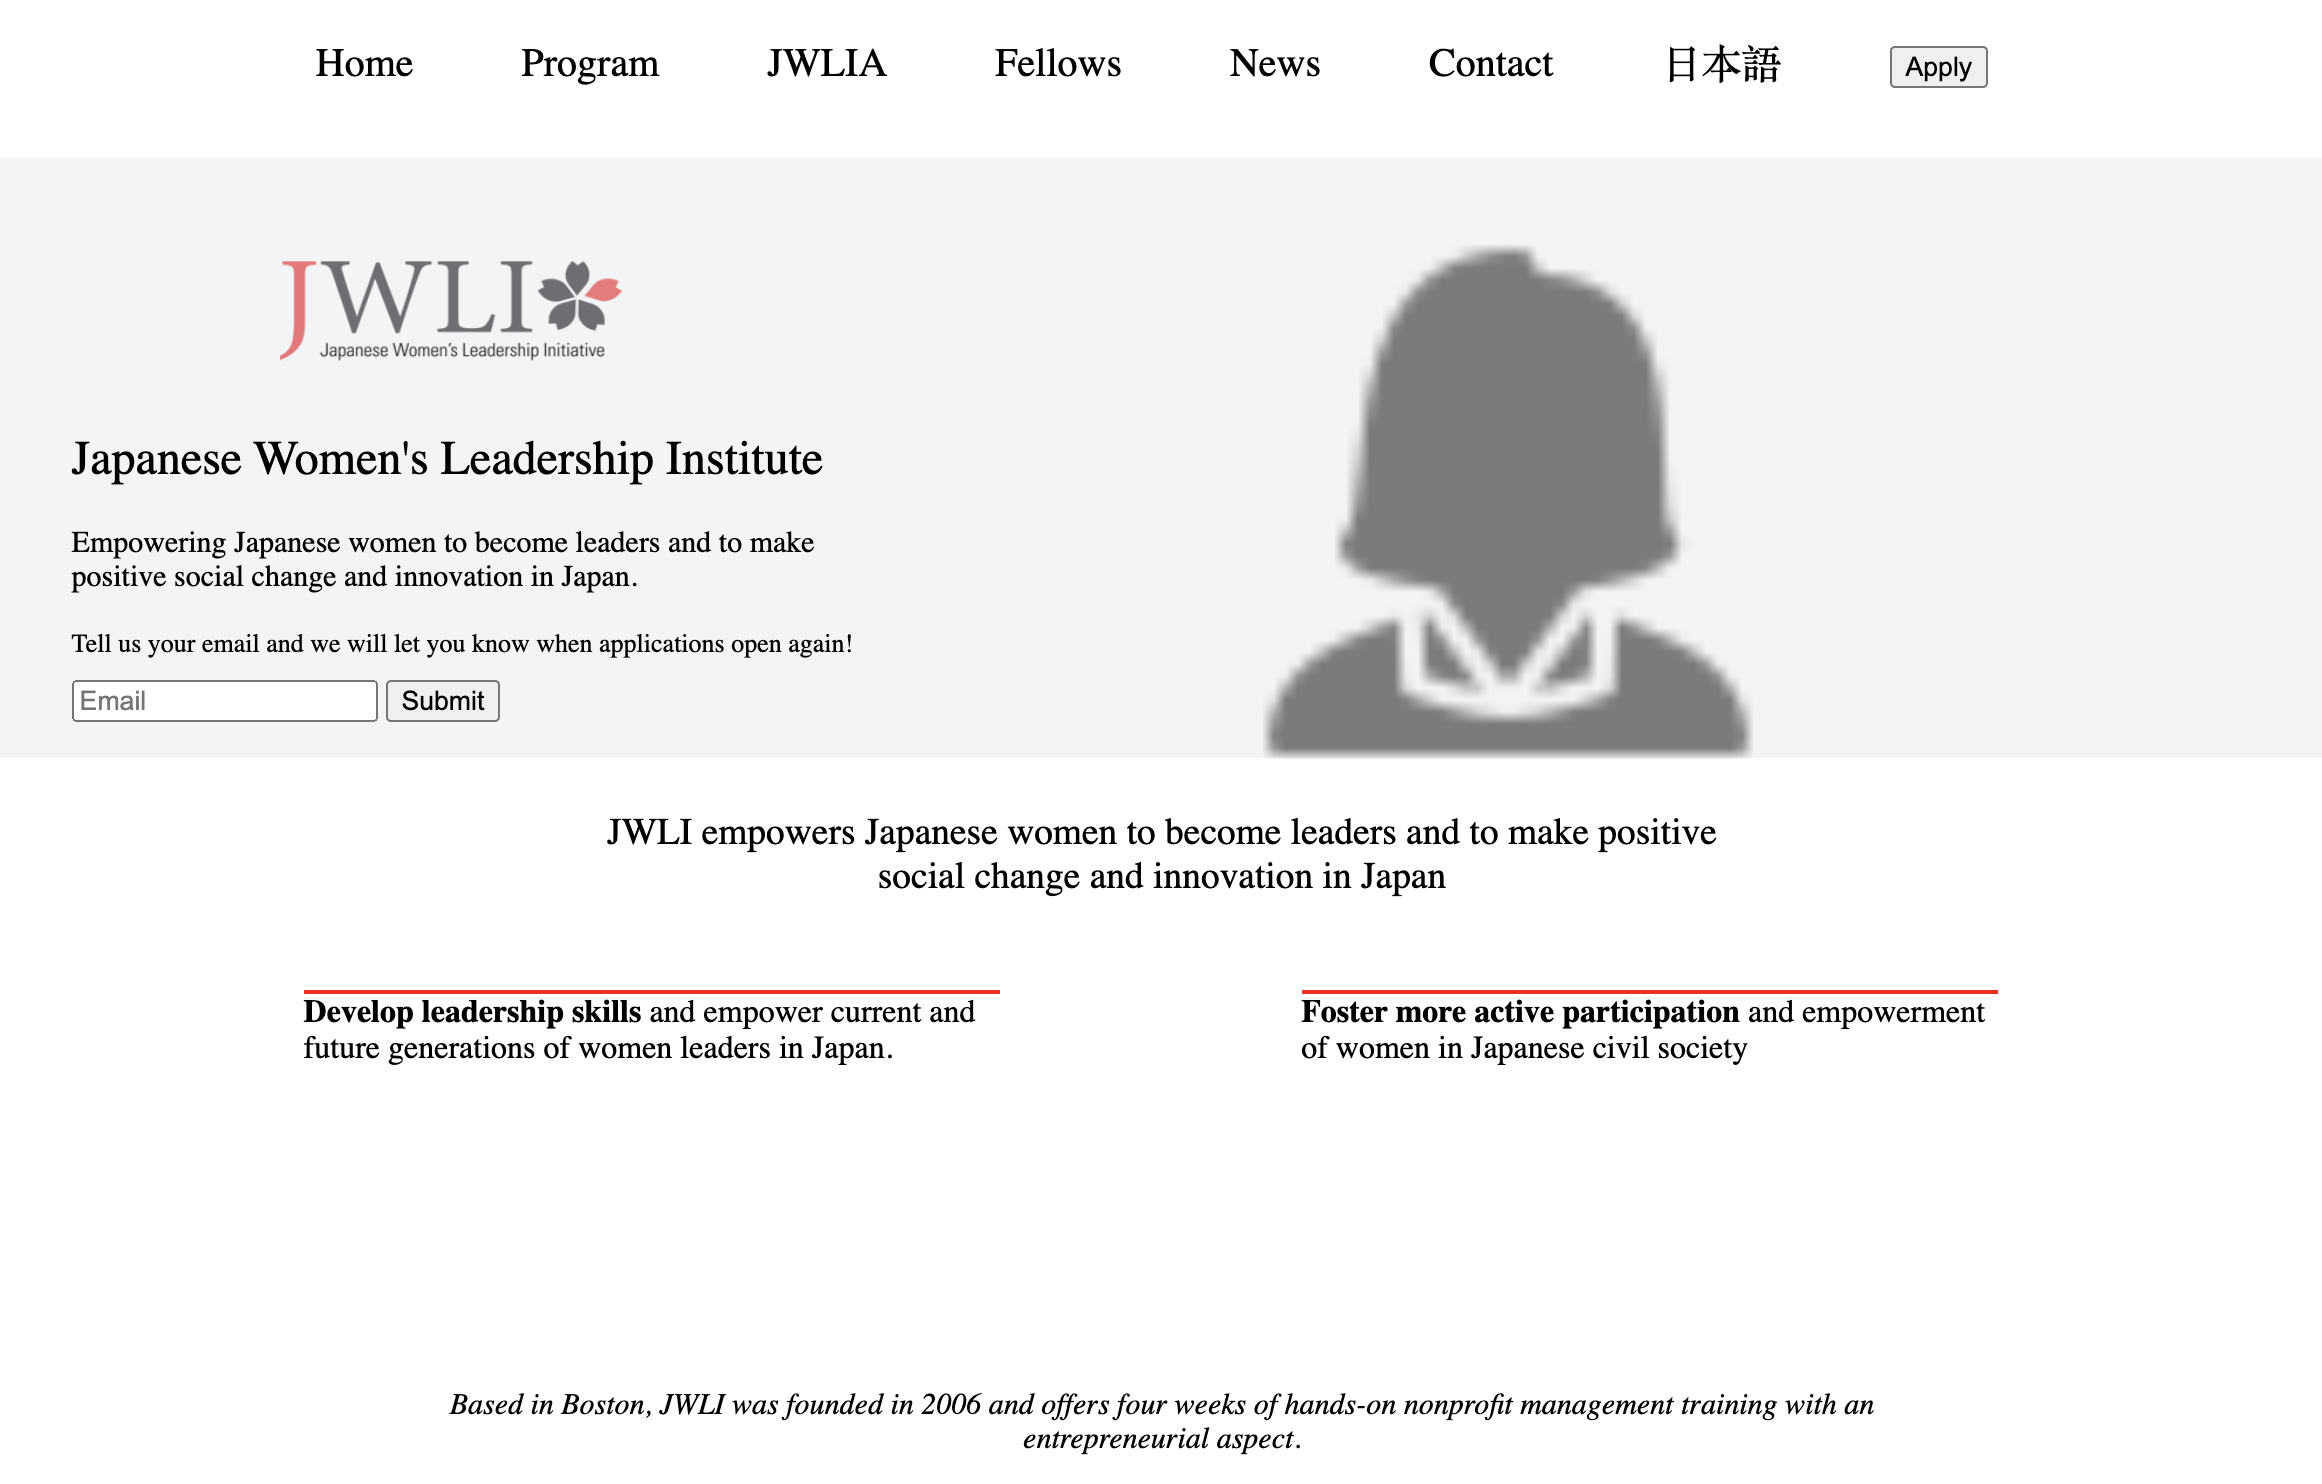 Home Program JWLIA Fellows News Contact 日本語 Apply
JWLI
Japanese Women's Leadership Initiative
Japanese Women's Leadership Institute
Empowering Japanese women to become leaders and to make
positive social change and innovation in Japan.
Tell us your email and we will let you know when applications open again!
Email Submit
JWLI empowers Japanese women to become leaders and to make positive
social change and innovation in Japan
Develop leadership skills and empower current and
future generations of women leaders in Japan.
Foster more active participation and empowerment
of women in Japanese civil society
Based in Boston, JWLI was founded in 2006 and offers four weeks of hands-on nonprofit management training with an
entrepreneurial aspect.